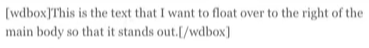 [wdbox]This is the text that I want to float over to the right of the
main body so that it stands out.[/wdbox]